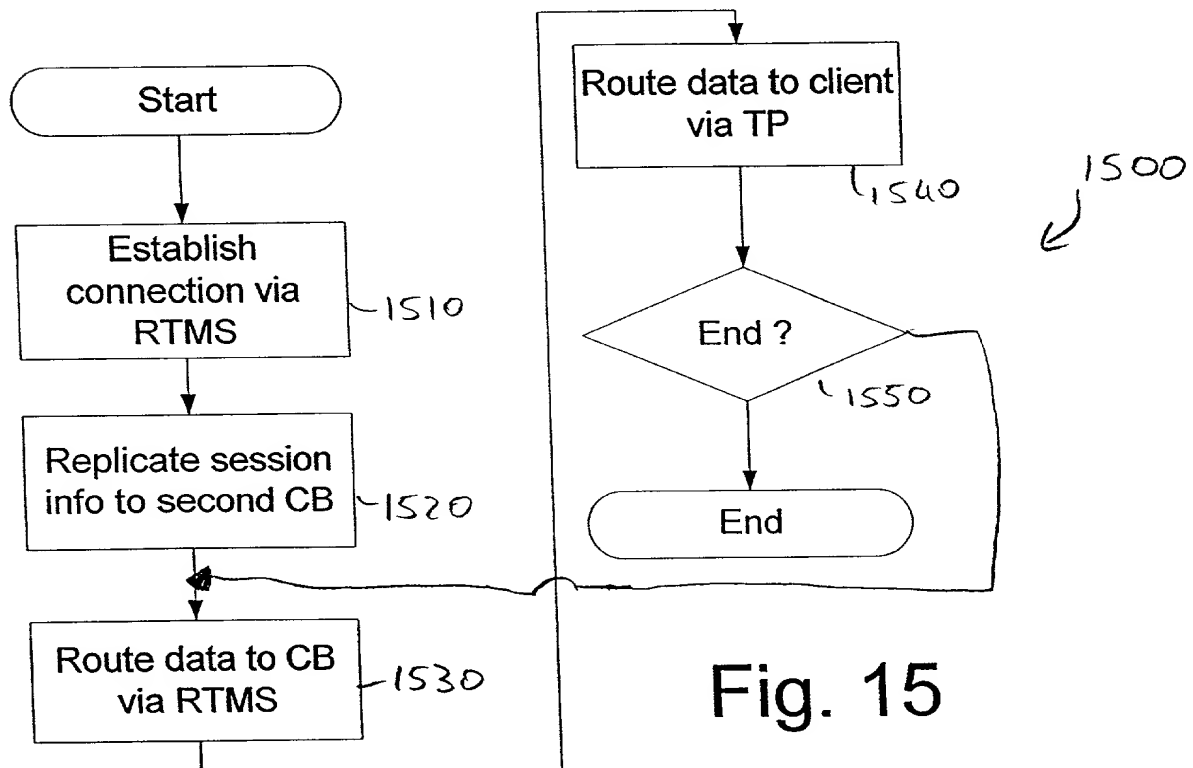 Start
Establish
connection via
RTMS
1510
Replicate session
info to second CB
1520
Route data to CB
via RTMS
1530
Route data to client
via TP
1540
End ?
1550
End
1500
Fig. 15